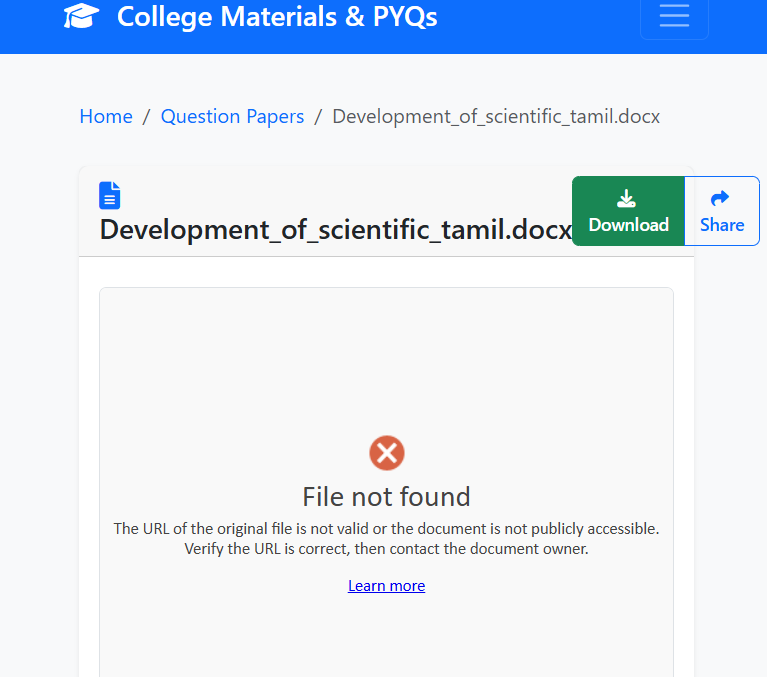 College Materials & PYQs
Home / Question Papers / Development_of_scientific_tamil.docx
Development_of_scientific_tamil.docx
Download
Share
File not found
The URL of the original file is not valid or the document is not publicly accessible.
Verify the URL is correct, then contact the document owner.
Learn more